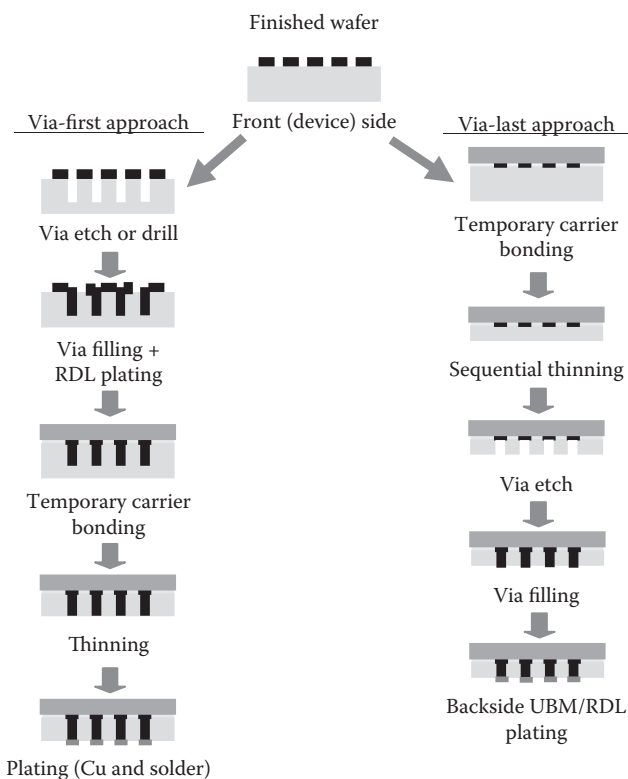 Finished wafer
Front (device) side
Via-first approach
Via etch or drill
Via filling +
RDL plating
Temporary carrier
bonding
Thinning
Plating (Cu and solder)
Via-last approach
Temporary carrier
bonding
Sequential thinning
Via etch
Via filling
Backside UBM/RDL
plating